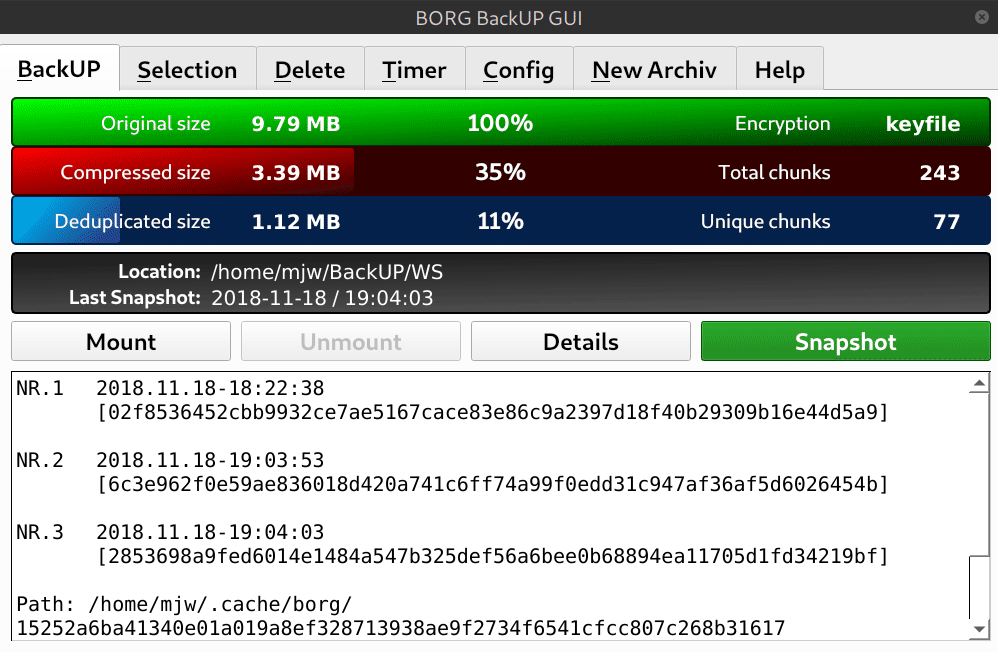 BORG BackUP GUI
BackUP Selection Delete Timer Config New Archiv Help
Original size 9.79 MB 100% Encryption keyfile
Compressed size 3.39 MB 35% Total chunks 243
Deduplicated size 1.12 MB 11% Unique chunks 77
Location: /home/mjw/BackUP/WS
Last Snapshot: 2018-11-18 / 19:04:03
Mount Unmount Details Snapshot
NR.1 2018.11.18-18:22:38
[02f8536452cbb9932ce7ae5167cace83e86c9a2397d18f40b29309b16e44d5a9]
NR.2 2018.11.18-19:03:53
[6c3e962f0e59ae836018d420a741c6ff74a99f0edd31c947af36af5d6026454b]
NR.3 2018.11.18-19:04:03
[2853698a9fed6014e1484a547b325def56a6bee0b68894ea11705d1fd34219bf]
Path: /home/mjw/.cache/borg/
15252a6ba41340e01a019a8ef328713938ae9f2734f6541cfcc807c268b31617